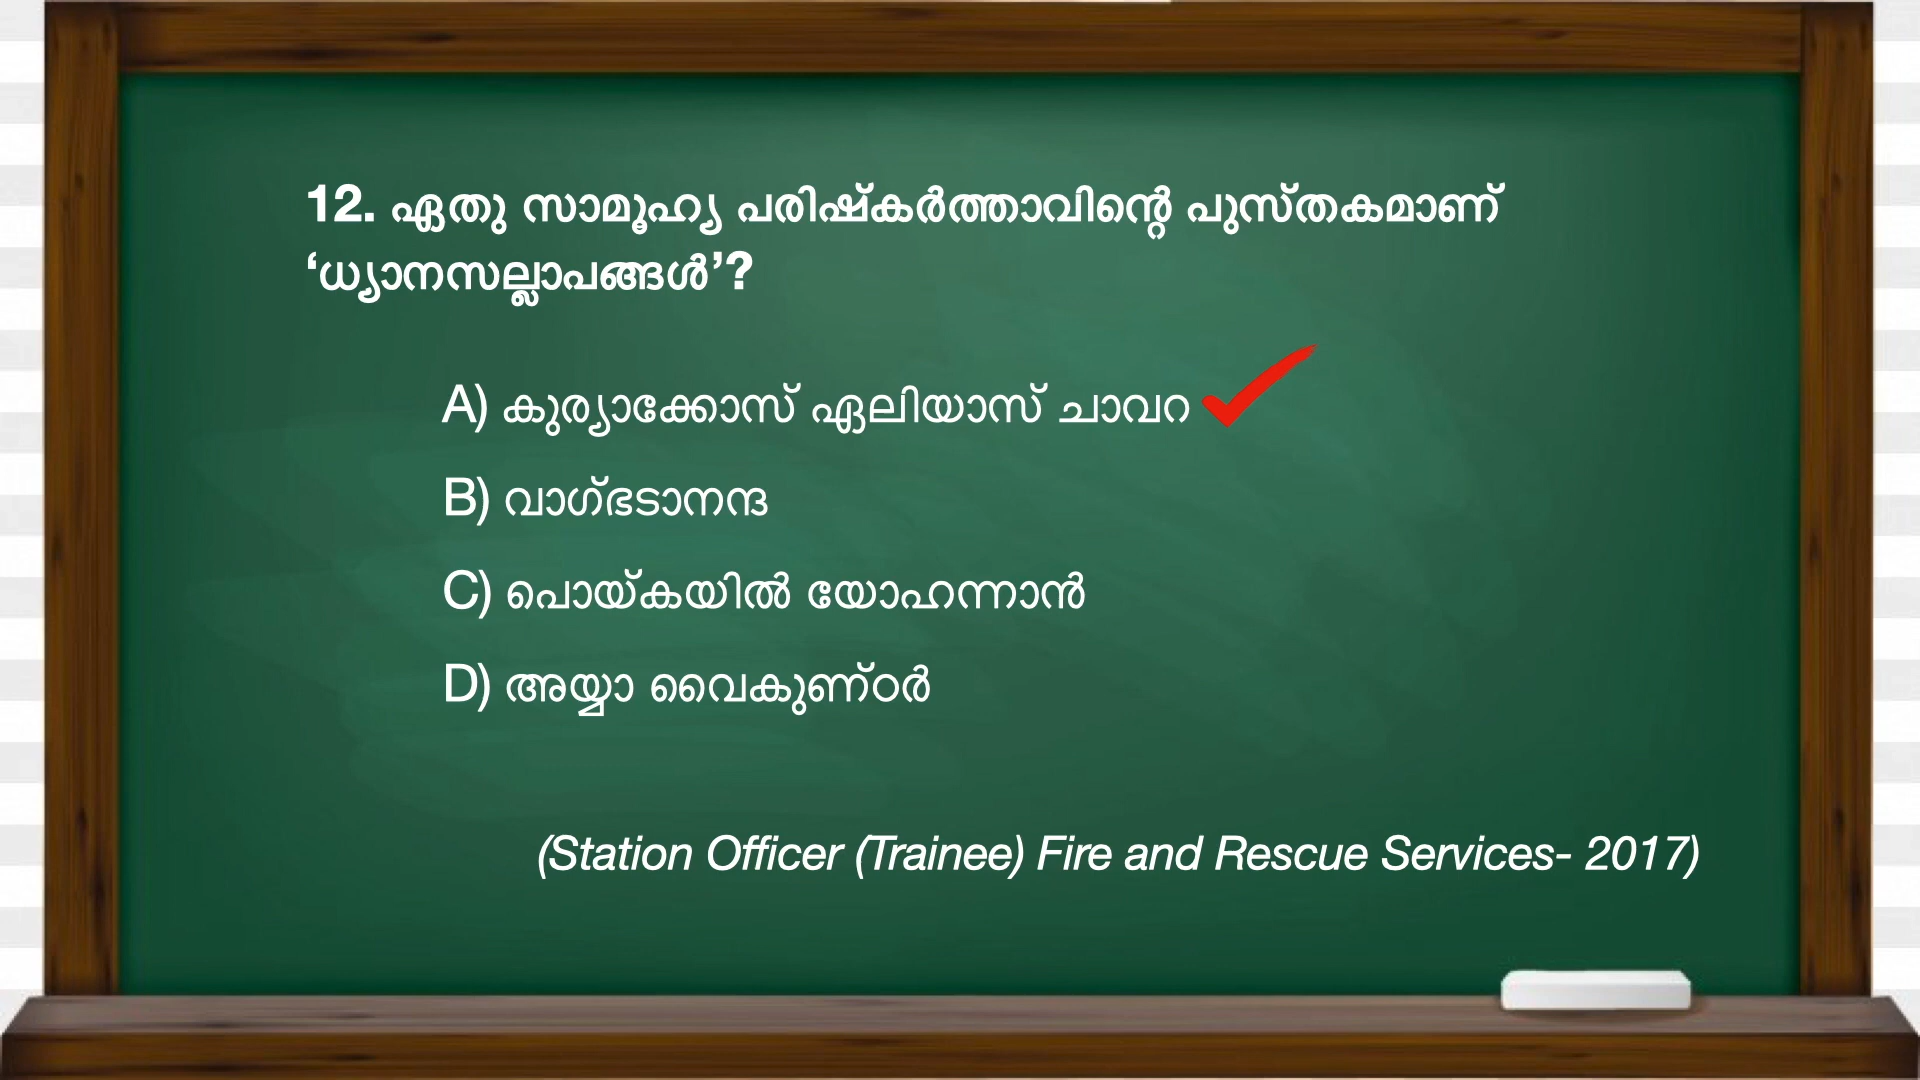 12. ഏതു സാമൂഹ്യ പരിഷ്കർത്താവിന്റെ പുസ്തകമാണ്
‘ധ്യാനസല്ലാപങ്ങൾ’?
A) കുര്യാക്കോസ് ഏലിയാസ് ചാവറ
B) വാഗ്ഭടാനന്ദ
C) പൊയ്കയിൽ യോഹന്നാൻ
D) അയ്യാ വൈകുണ്ഠർ
(Station Officer (Trainee) Fire and Rescue Services- 2017)